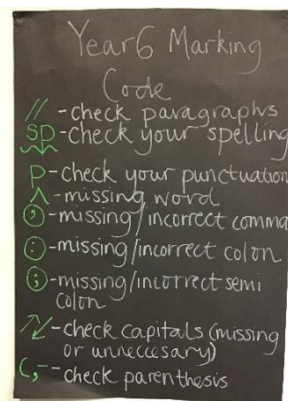 Year 6 Marking
Code
// - check paragraphs
SP - check your spelling
P - check your punctuation
^ - missing word
, - missing/incorrect comma
: - missing/incorrect colon
; - missing/incorrect semi
colon
↗↙ - check capitals (missing
or unneccesary)
(,- - check parenthesis